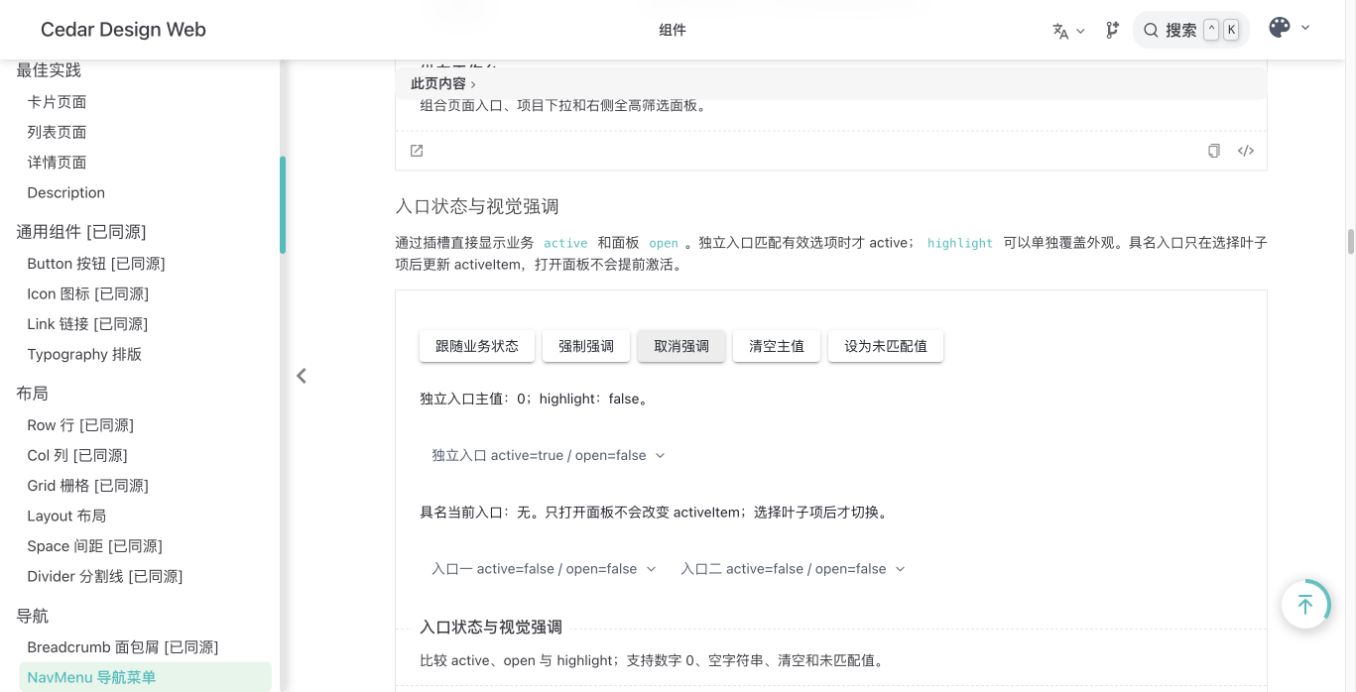 Cedar Design Web
组件
搜索 ^ K
最佳实践
卡片页面
列表页面
详情页面
Description
通用组件 [已同源]
Button 按钮 [已同源]
Icon 图标 [已同源]
Link 链接 [已同源]
Typography 排版
布局
Row 行 [已同源]
Col 列 [已同源]
Grid 栅格 [已同源]
Layout 布局
Space 间距 [已同源]
Divider 分割线 [已同源]
导航
Breadcrumb 面包屑 [已同源]
NavMenu 导航菜单
此页内容 ›
组合页面入口、项目下拉和右侧全高筛选面板。
入口状态与视觉强调
通过插槽直接显示业务 active 和面板 open 。独立入口匹配有效选项时才 active； highlight 可以单独覆盖外观。具名入口只在选择叶子
项后更新 activeItem，打开面板不会提前激活。
跟随业务状态 强制强调 取消强调 清空主值 设为未匹配值
独立入口主值：0；highlight：false。
独立入口 active=true / open=false
具名当前入口：无。只打开面板不会改变 activeItem；选择叶子项后才切换。
入口一 active=false / open=false 入口二 active=false / open=false
入口状态与视觉强调
比较 active、open 与 highlight；支持数字 0、空字符串、清空和未匹配值。